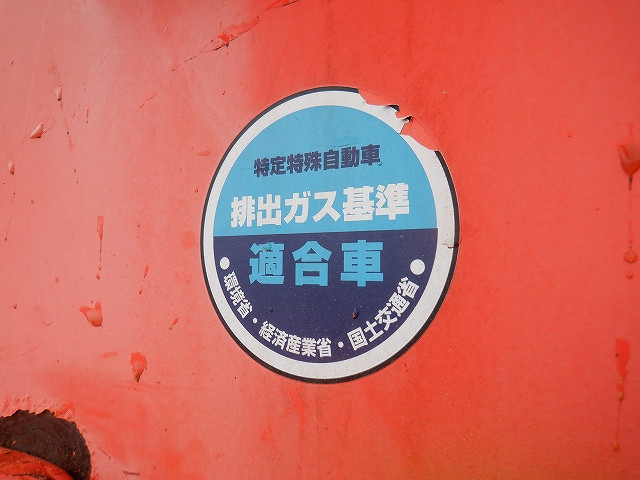 特定特殊自動車
排出ガス基準
適合車
●環境省・経済産業省・国土交通省●